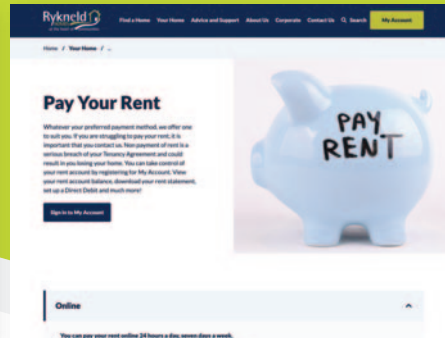 Rykneld
Find a Home Your Home Advice and Support About Us Corporate Contact Us Search My Account
Home / Your Home / ...
Pay Your Rent
Whatever your preferred payment method, we offer one
to suit you. If you are struggling to pay your rent, it is
important that you contact us. Non payment of rent is a
serious breach of your Tenancy Agreement and could
result in you losing your home. You can take control of
your rent account by registering for My Account. View
your rent account balance, download your rent statement,
set up a Direct Debit and much more!
PAY
RENT
Sign in to My Account
Online
You can pay your rent online 24 hours a day, seven days a week.